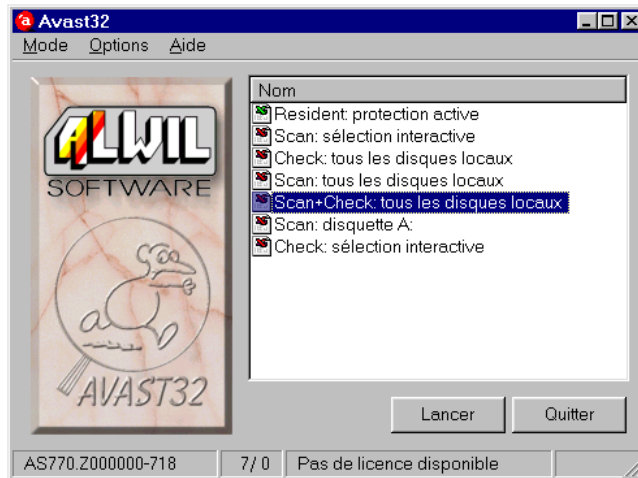 Avast32
Mode Options Aide
ALWIL
SOFTWARE
AVAST32
Nom
Resident: protection active
Scan: sélection interactive
Check: tous les disques locaux
Scan: tous les disques locaux
Scan+Check: tous les disques locaux
Scan: disquette A:
Check: sélection interactive
Lancer Quitter
AS770.Z000000-718 7/ 0 Pas de licence disponible